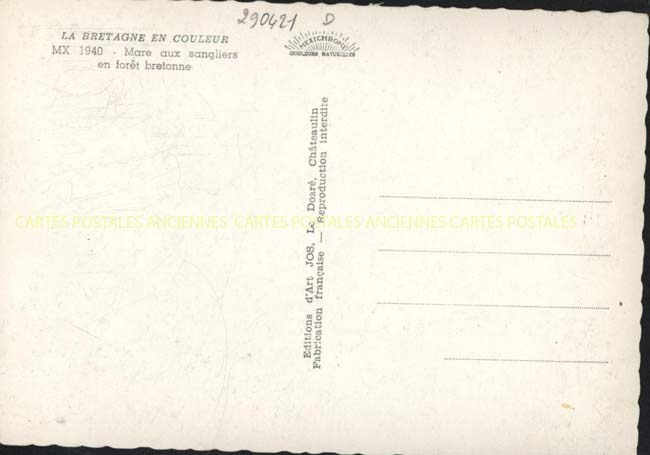 290421 D
LA BRETAGNE EN COULEUR
MX 1940 - Mare aux sangliers
en forêt bretonne
MEXICHROME
COULEURS NATURELLES
Editions d'Art JOS, Le Doaré, Châteaulin
Fabrication française — Reproduction interdite
CARTES POSTALES ANCIENNES CARTES POSTALES ANCIENNES CARTES POSTALES